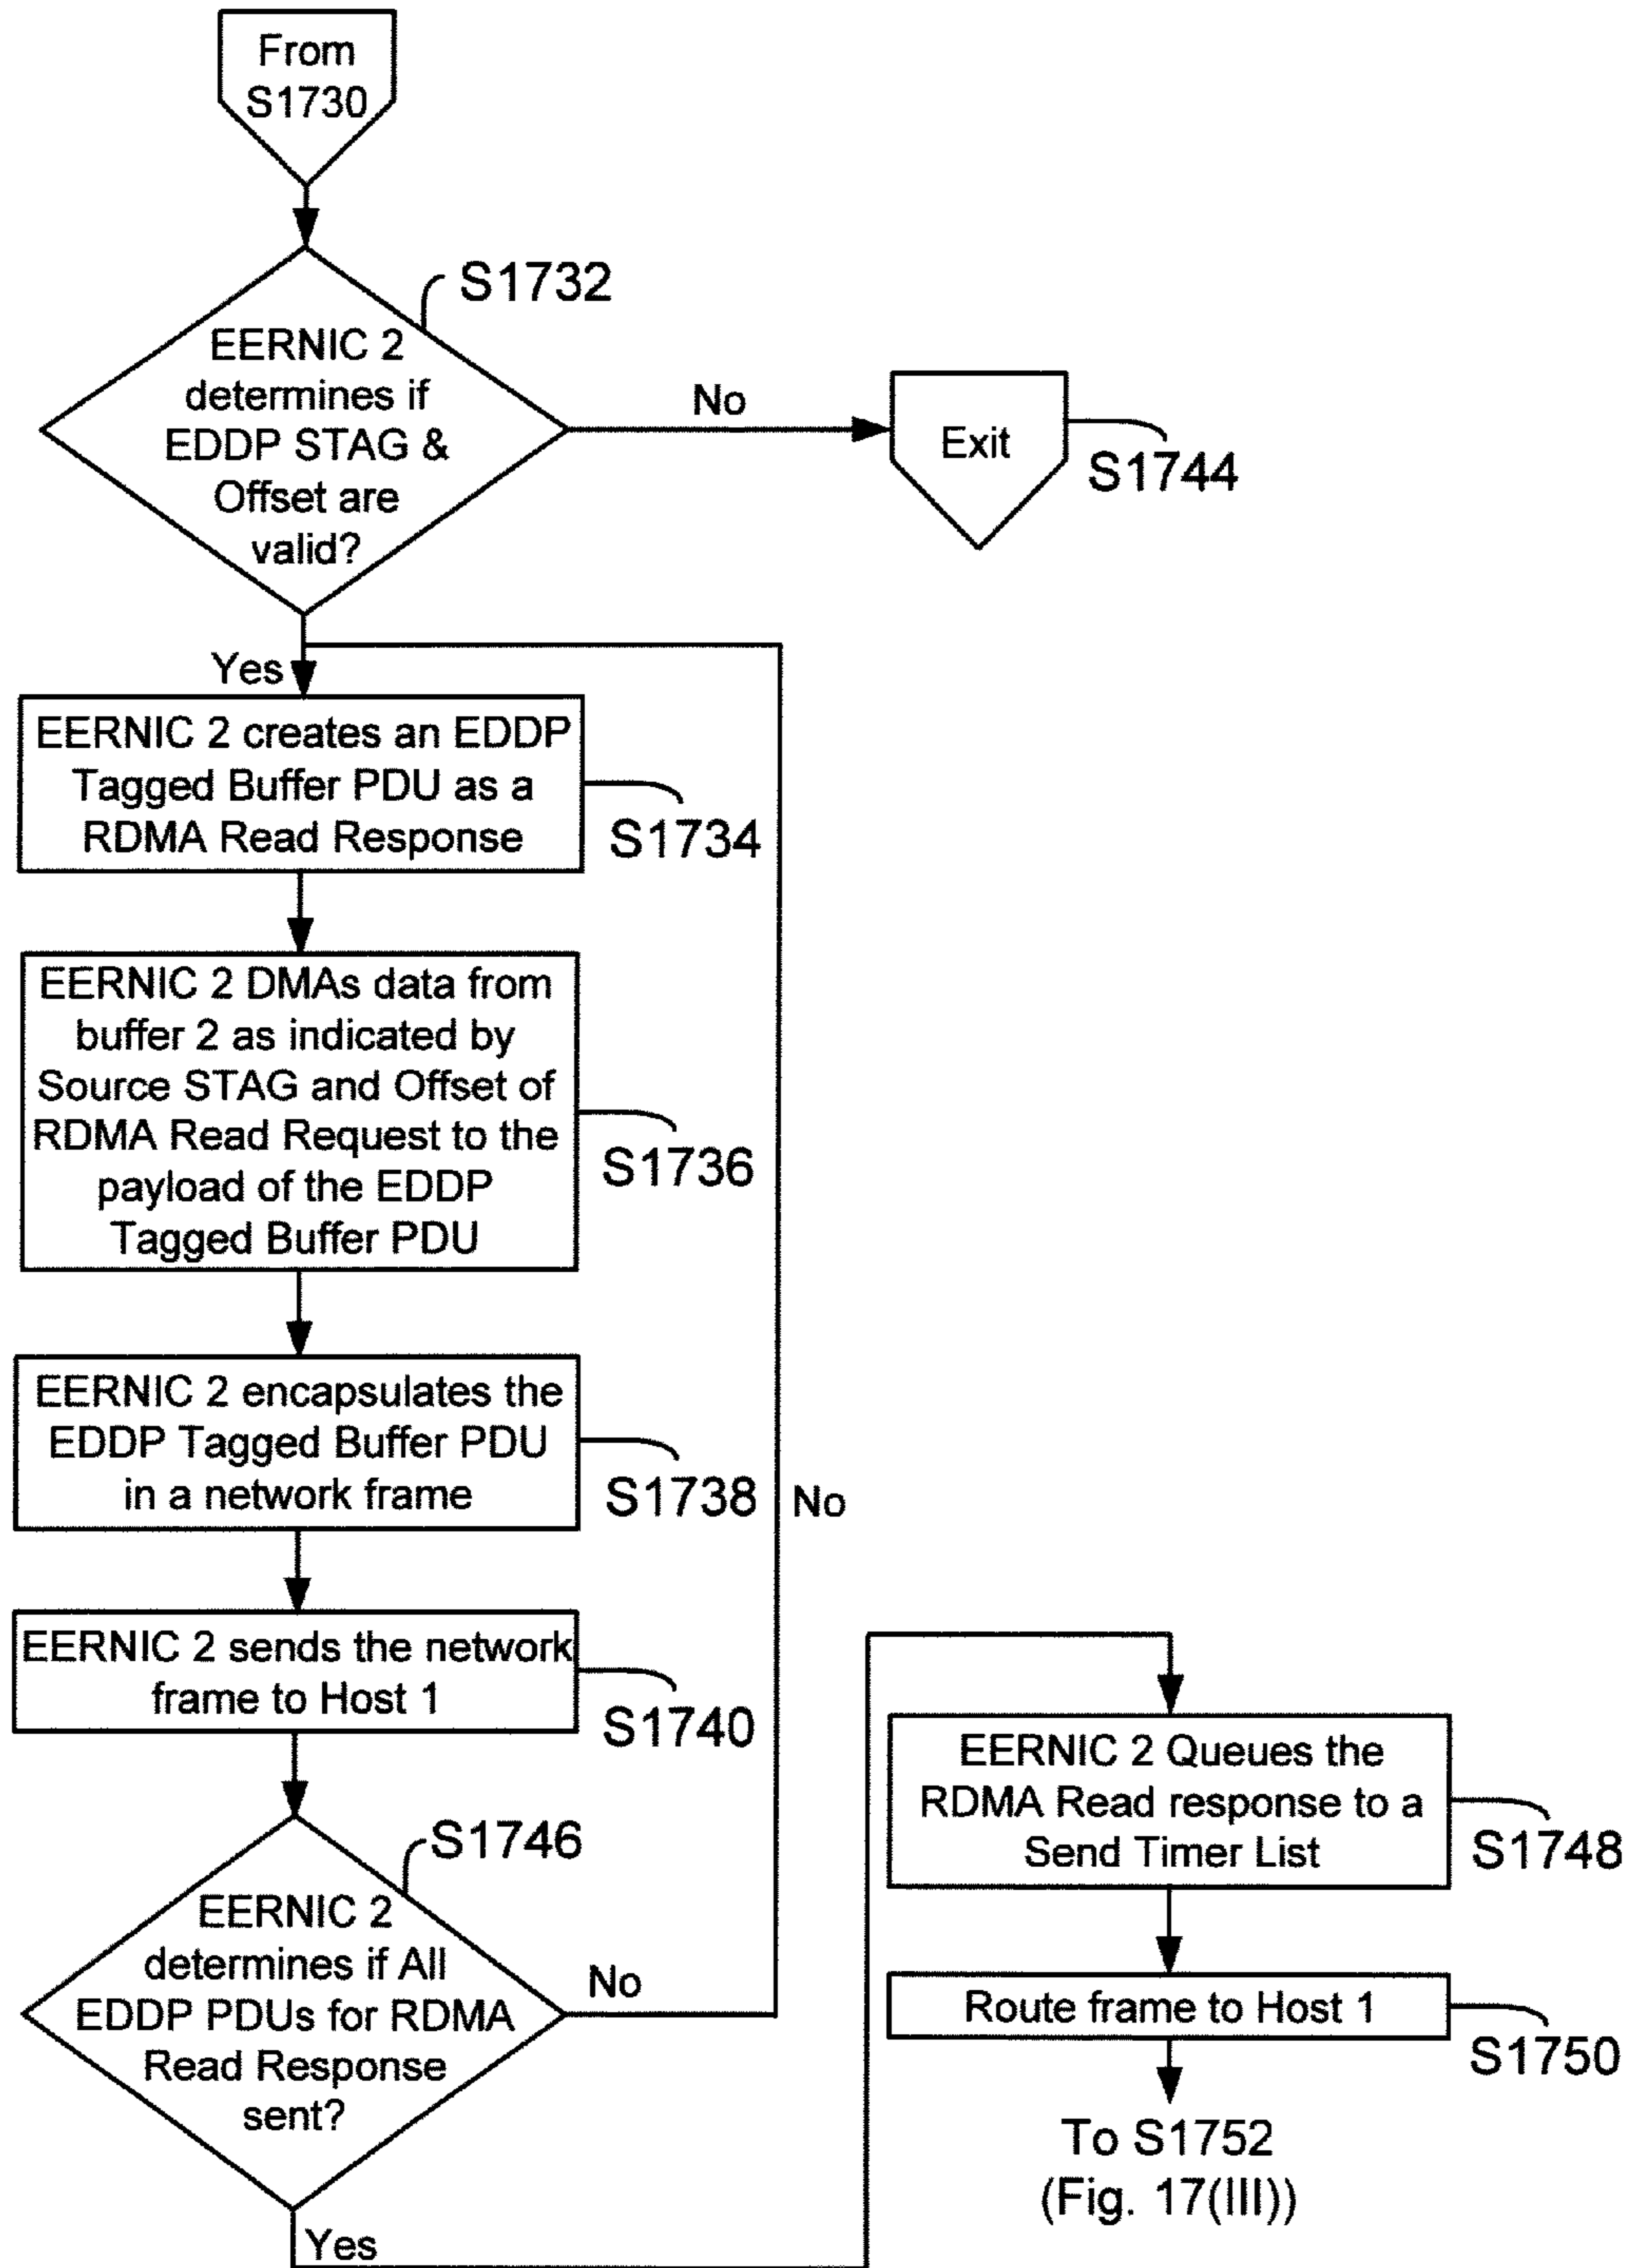 From
S1730
S1732
EERNIC 2
determines if
EDDP STAG &
Offset are
valid?
No
Exit
S1744
Yes
EERNIC 2 creates an EDDP
Tagged Buffer PDU as a
RDMA Read Response
S1734
EERNIC 2 DMAs data from
buffer 2 as indicated by
Source STAG and Offset of
RDMA Read Request to the
payload of the EDDP
Tagged Buffer PDU
S1736
EERNIC 2 encapsulates the
EDDP Tagged Buffer PDU
in a network frame
S1738
No
EERNIC 2 sends the network
frame to Host 1
S1740
S1746
EERNIC 2
determines if All
EDDP PDUs for RDMA
Read Response
sent?
No
Yes
EERNIC 2 Queues the
RDMA Read response to a
Send Timer List
S1748
Route frame to Host 1
S1750
To S1752
(Fig. 17(III))